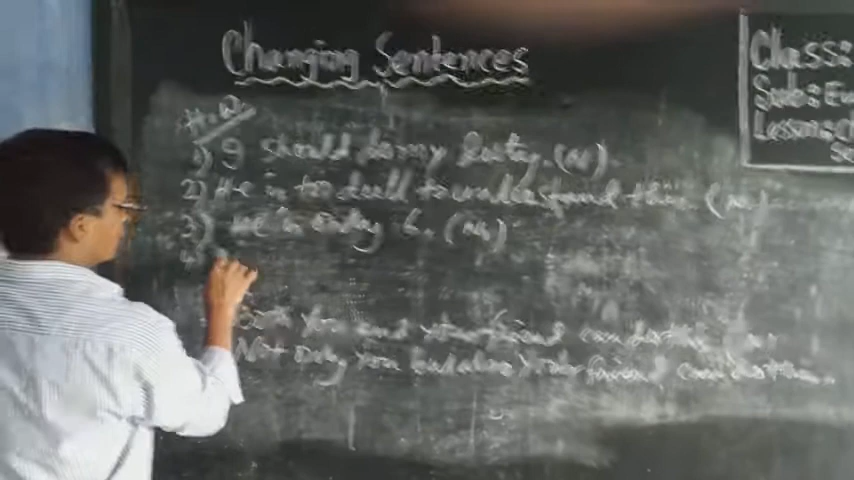 Changing Sentences
Class:
Sub: En
Lesson: Ch
H.W
1) I should do my duty. (N)
2) He is too dull to understand this (N
3) He is only 6. (N)
4)
Both you and your friend can do this
Not only you but also your friend can do this